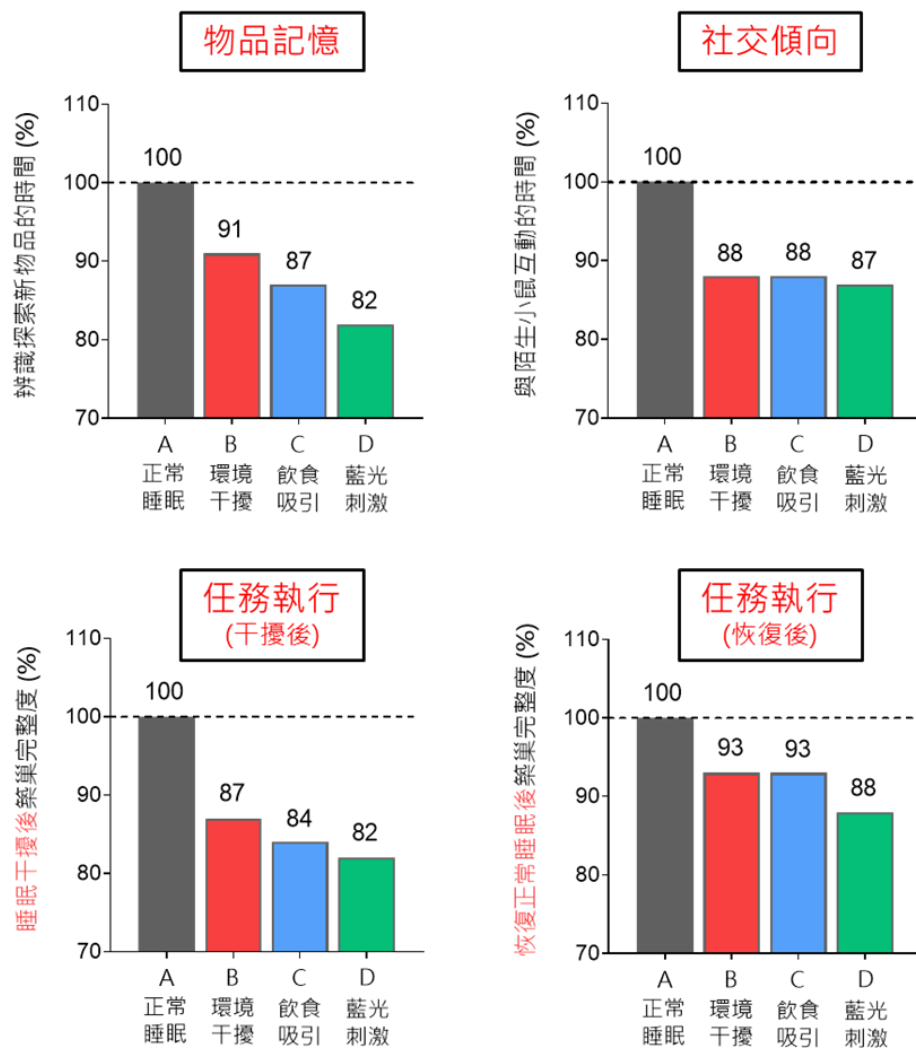 物品記憶
辨識探索新物品的時間 (%)
110
100
90
80
70
100
91
87
82
A
B
C
D
正常
睡眠
環境
干擾
飲食
吸引
藍光
刺激
社交傾向
與陌生小鼠互動的時間 (%)
110
100
90
80
70
100
88
88
87
A
B
C
D
正常
睡眠
環境
干擾
飲食
吸引
藍光
刺激
任務執行
(干擾後)
睡眠干擾後築巢完整度 (%)
110
100
90
80
70
100
87
84
82
A
B
C
D
正常
睡眠
環境
干擾
飲食
吸引
藍光
刺激
任務執行
(恢復後)
恢復正常睡眠後築巢完整度 (%)
110
100
90
80
70
100
93
93
88
A
B
C
D
正常
睡眠
環境
干擾
飲食
吸引
藍光
刺激